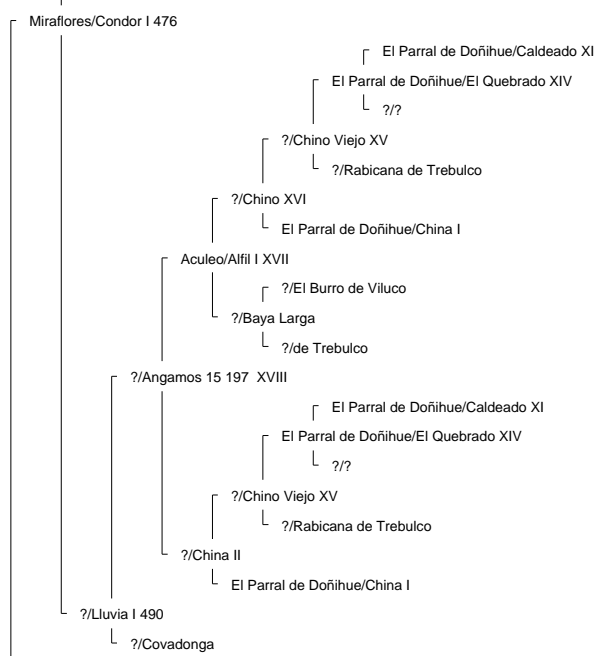 Miraflores/Condor I 476
El Parral de Doñihue/Caldeado XI
El Parral de Doñihue/El Quebrado XIV
?/?
?/Chino Viejo XV
?/Rabicana de Trebulco
?/Chino XVI
El Parral de Doñihue/China I
Aculeo/Alfil I XVII
?/El Burro de Viluco
?/Baya Larga
?/de Trebulco
?/Angamos 15 197 XVIII
El Parral de Doñihue/Caldeado XI
El Parral de Doñihue/El Quebrado XIV
?/?
?/Chino Viejo XV
?/Rabicana de Trebulco
?/China II
El Parral de Doñihue/China I
?/Lluvia I 490
?/Covadonga